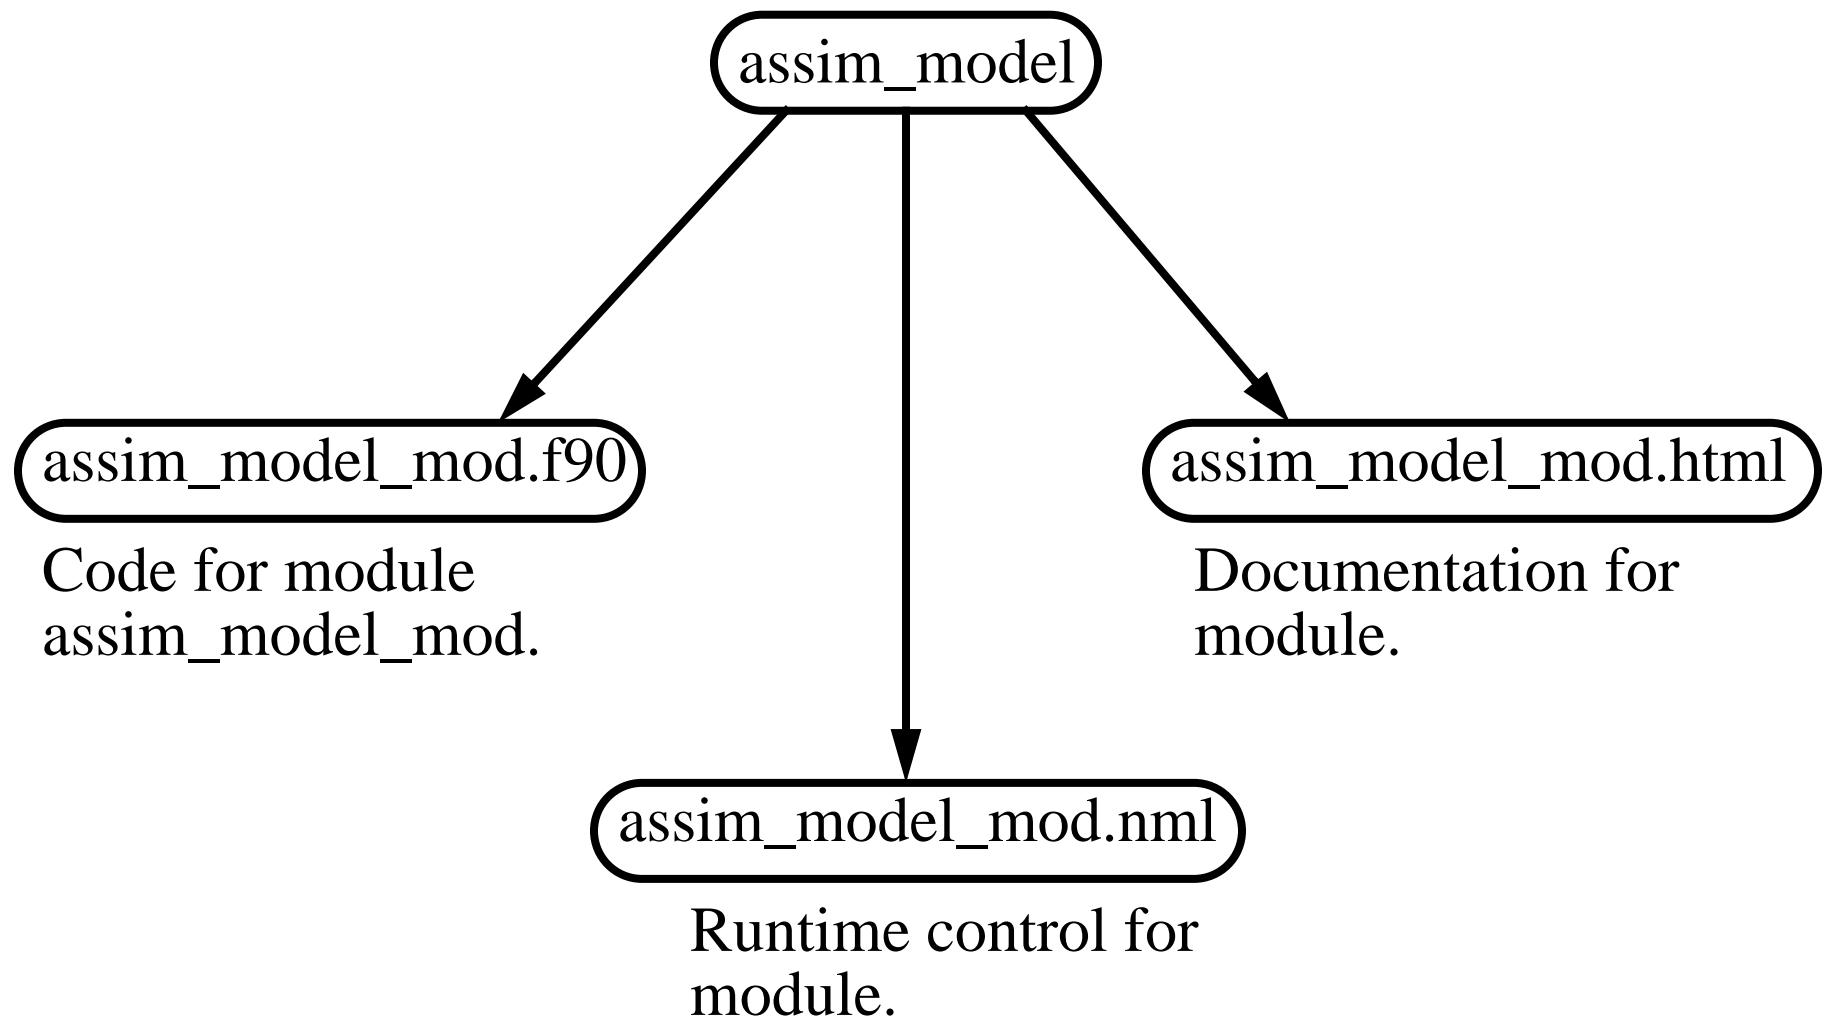 assim_model
assim_model_mod.f90
Code for module
assim_model_mod.
assim_model_mod.html
Documentation for
module.
assim_model_mod.nml
Runtime control for
module.